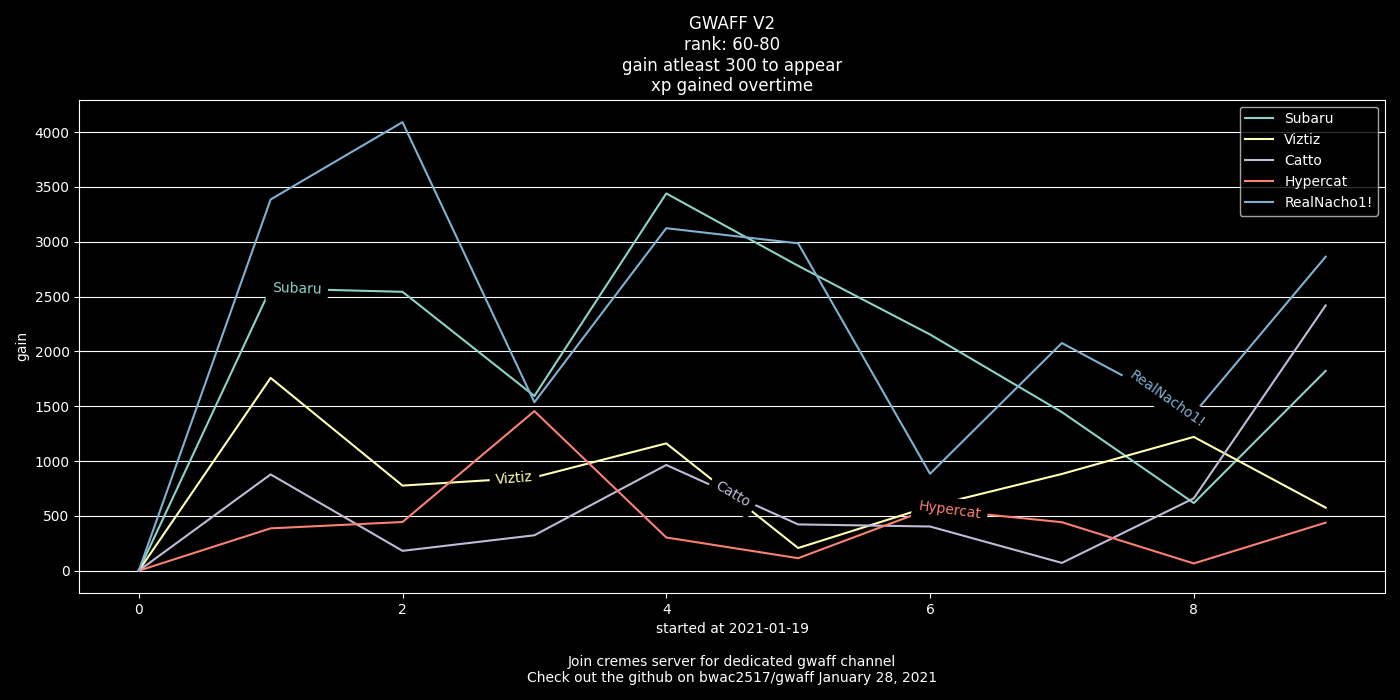 GWAFF V2
rank: 60-80
gain atleast 300 to appear
xp gained overtime
Subaru
Viztiz
Catto
Hypercat
RealNacho1!
4000
3500
3000
2500
2000
1500
1000
500
0
gain
Subaru
Viztiz
Catto
Hypercat
RealNacho1!
0
2
4
6
8
started at 2021-01-19
Join cremes server for dedicated gwaff channel
Check out the github on bwac2517/gwaff January 28, 2021